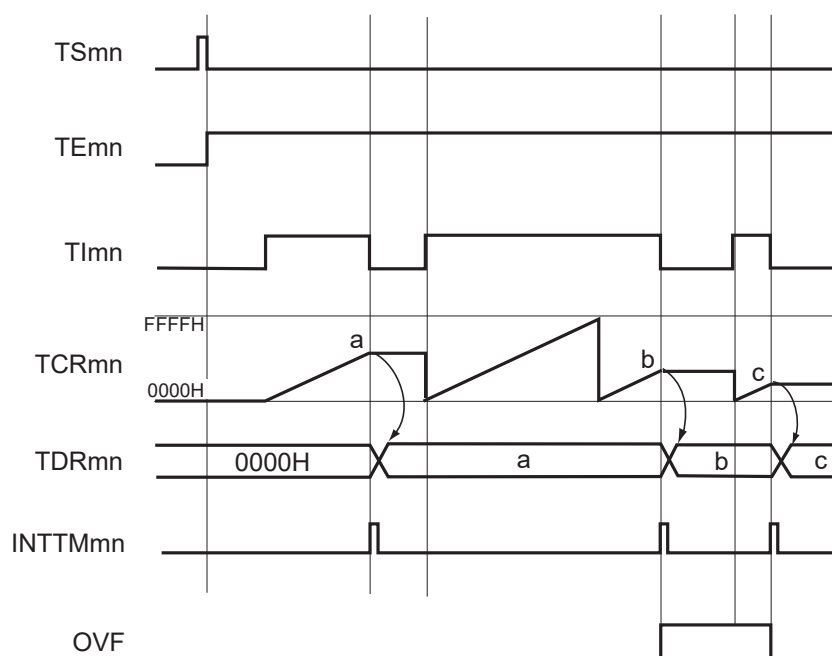 TSmn
TEmn
TImn
FFFFH
a
b
TCRmn
c
0000H
TDRmn
0000H
a
b
c
INTTMmn
OVF